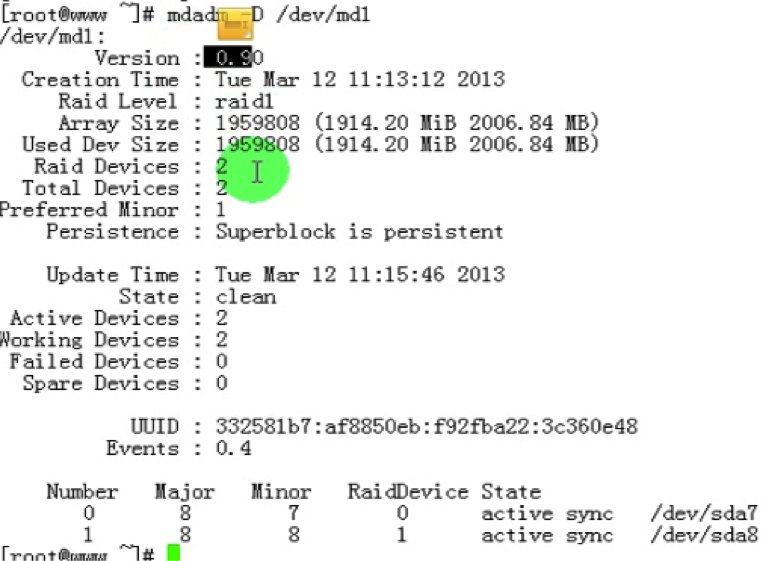 [root@www ~]# mdadm -D /dev/md1
/dev/md1:
Version : 0.90
Creation Time : Tue Mar 12 11:13:12 2013
Raid Level : raid1
Array Size : 1959808 (1914.20 MiB 2006.84 MB)
Used Dev Size : 1959808 (1914.20 MiB 2006.84 MB)
Raid Devices : 2
Total Devices : 2
Preferred Minor : 1
Persistence : Superblock is persistent
Update Time : Tue Mar 12 11:15:46 2013
State : clean
Active Devices : 2
Working Devices : 2
Failed Devices : 0
Spare Devices : 0
UUID : 332581b7:af8850eb:f92fba22:3c360e48
Events : 0.4
Number Major Minor RaidDevice State
0 8 7 0 active sync /dev/sda7
1 8 8 1 active sync /dev/sda8
[root@www ~]#